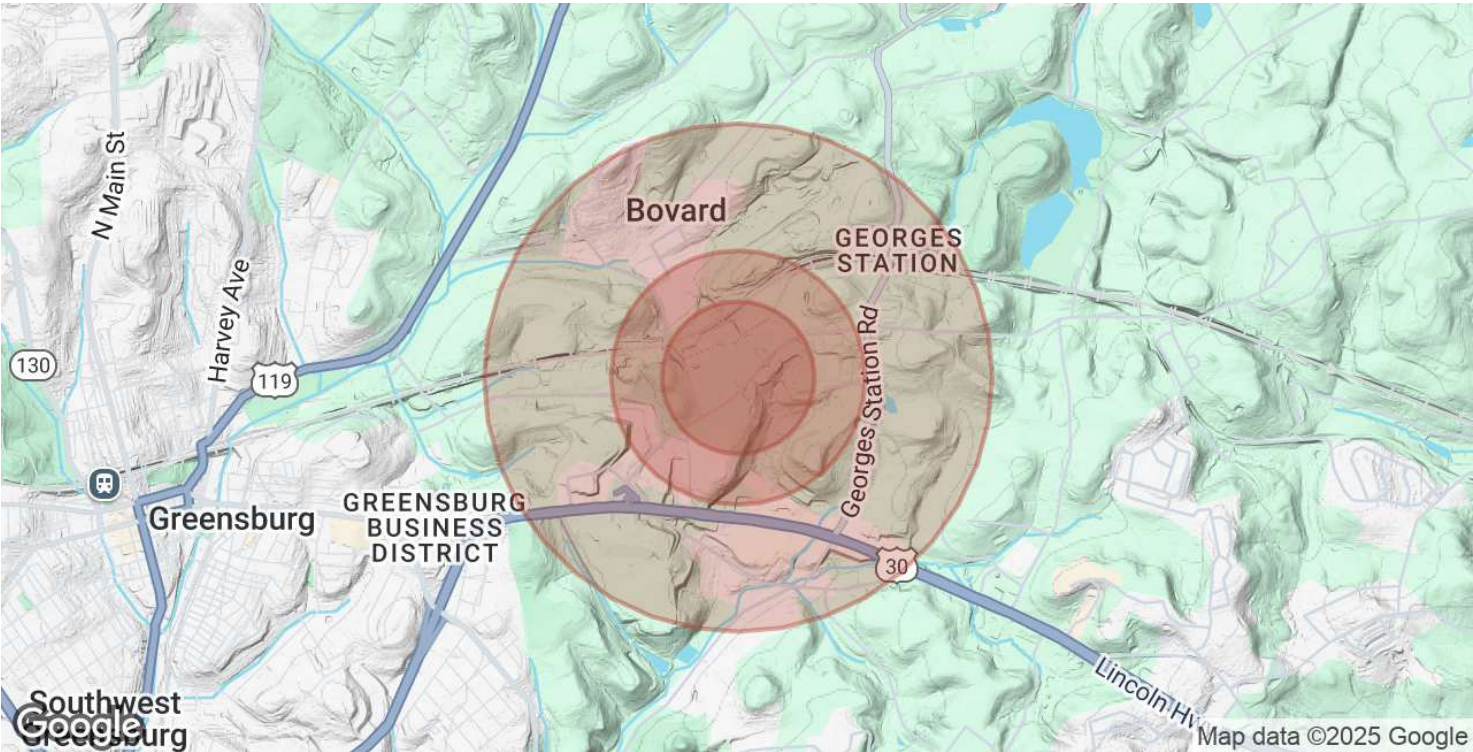 N Main St
Bovard
GEORGES
STATION
Harvey Ave
Georges Station Rd
130
119
GREENSBURG
BUSINESS
DISTRICT
Greensburg
30
Lincoln Hwy
Southwest
Greensburg
Google
Map data ©2025 Google